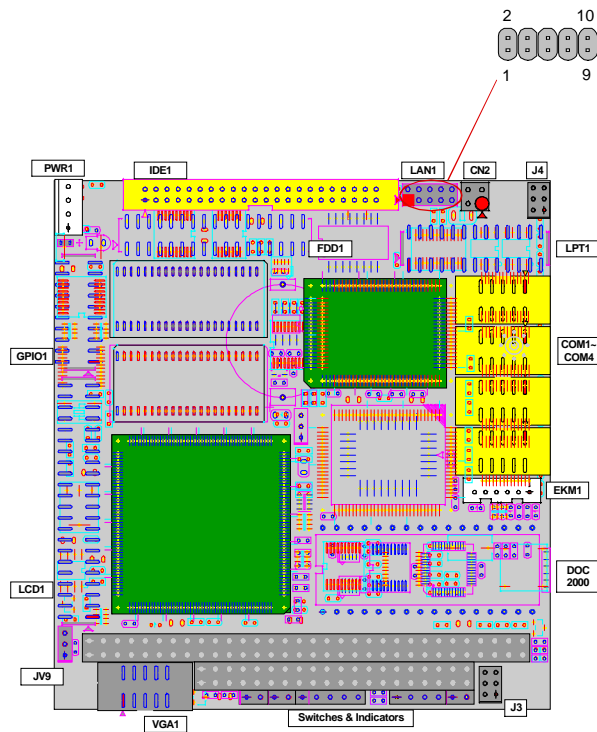 2 10
1 9
PWR1
IDE1
LAN1
CN2
J4
FDD1
LPT1
GPIO1
COM1~
COM4
EKM1
LCD1
DOC
2000
JV9
VGA1
Switches & Indicators
J3